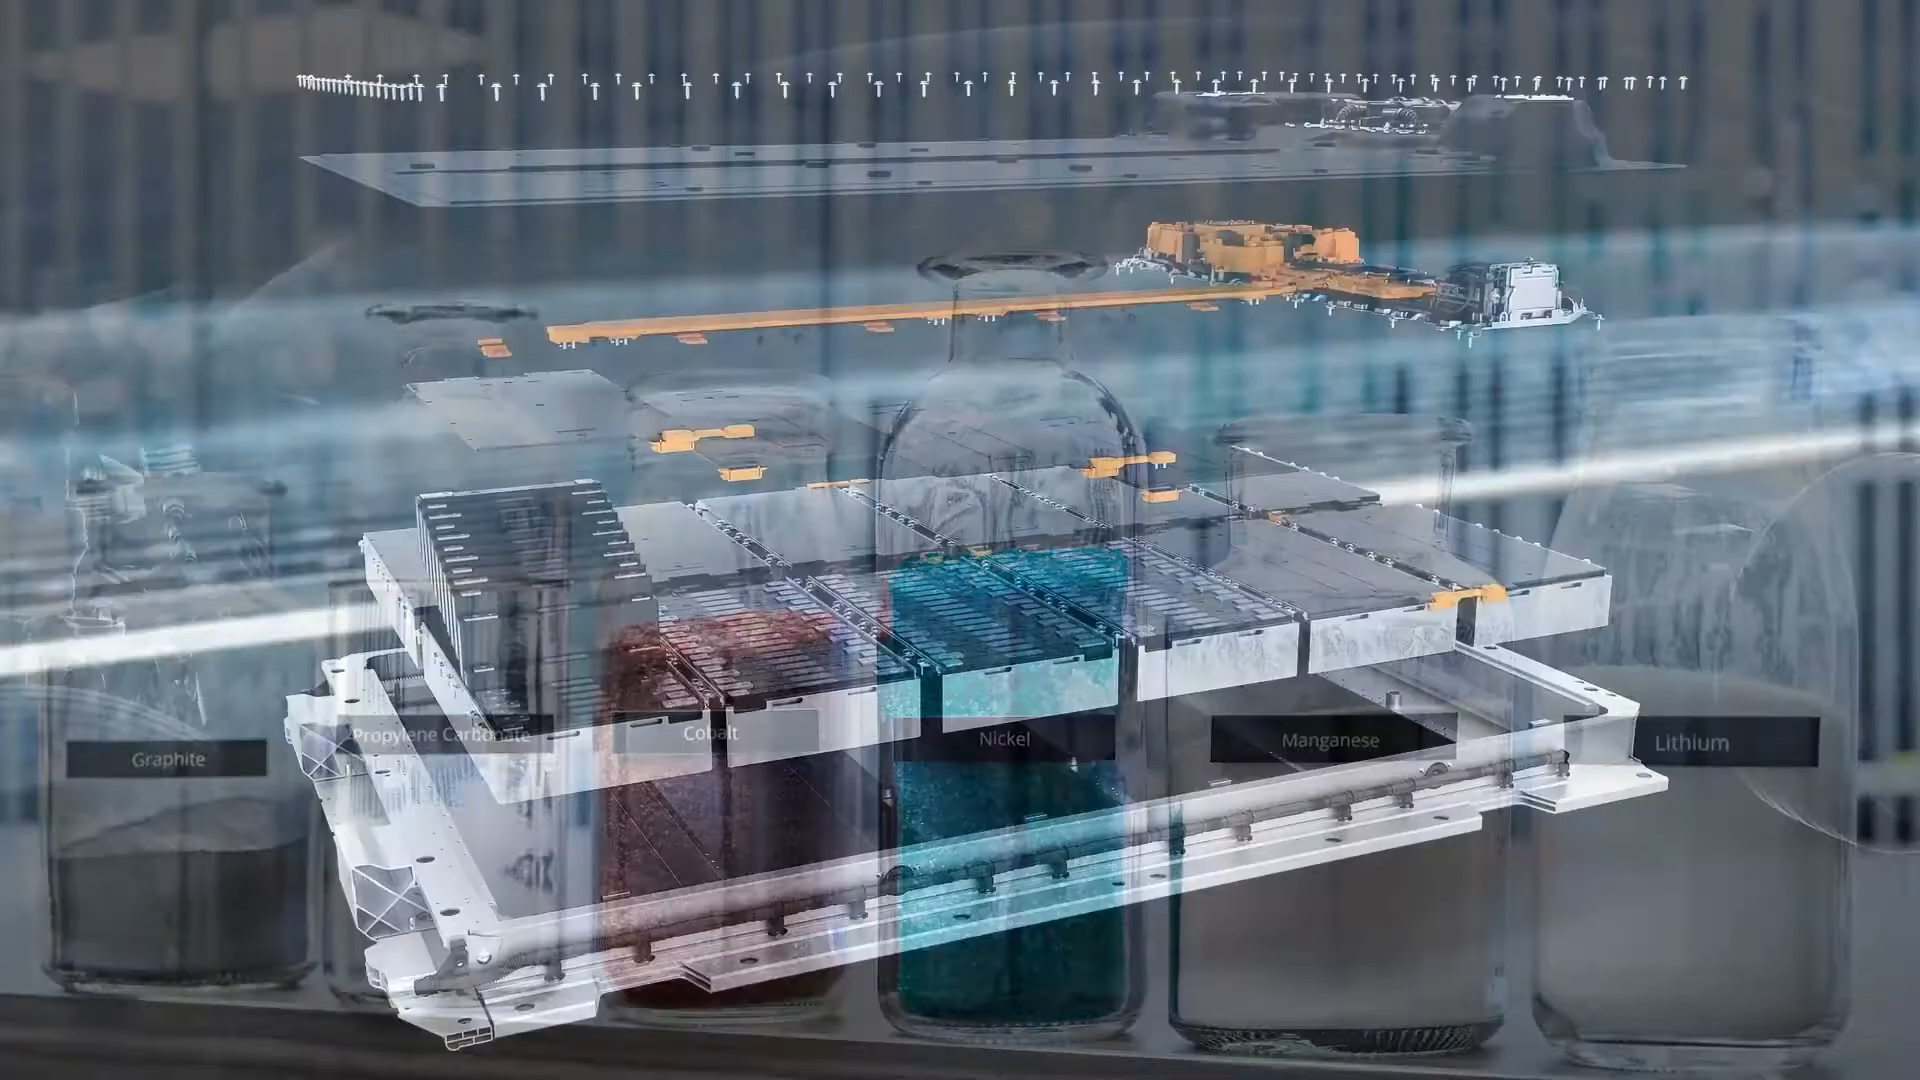 Graphite
Propylene Carbonate
Cobalt
Nickel
Manganese
Lithium